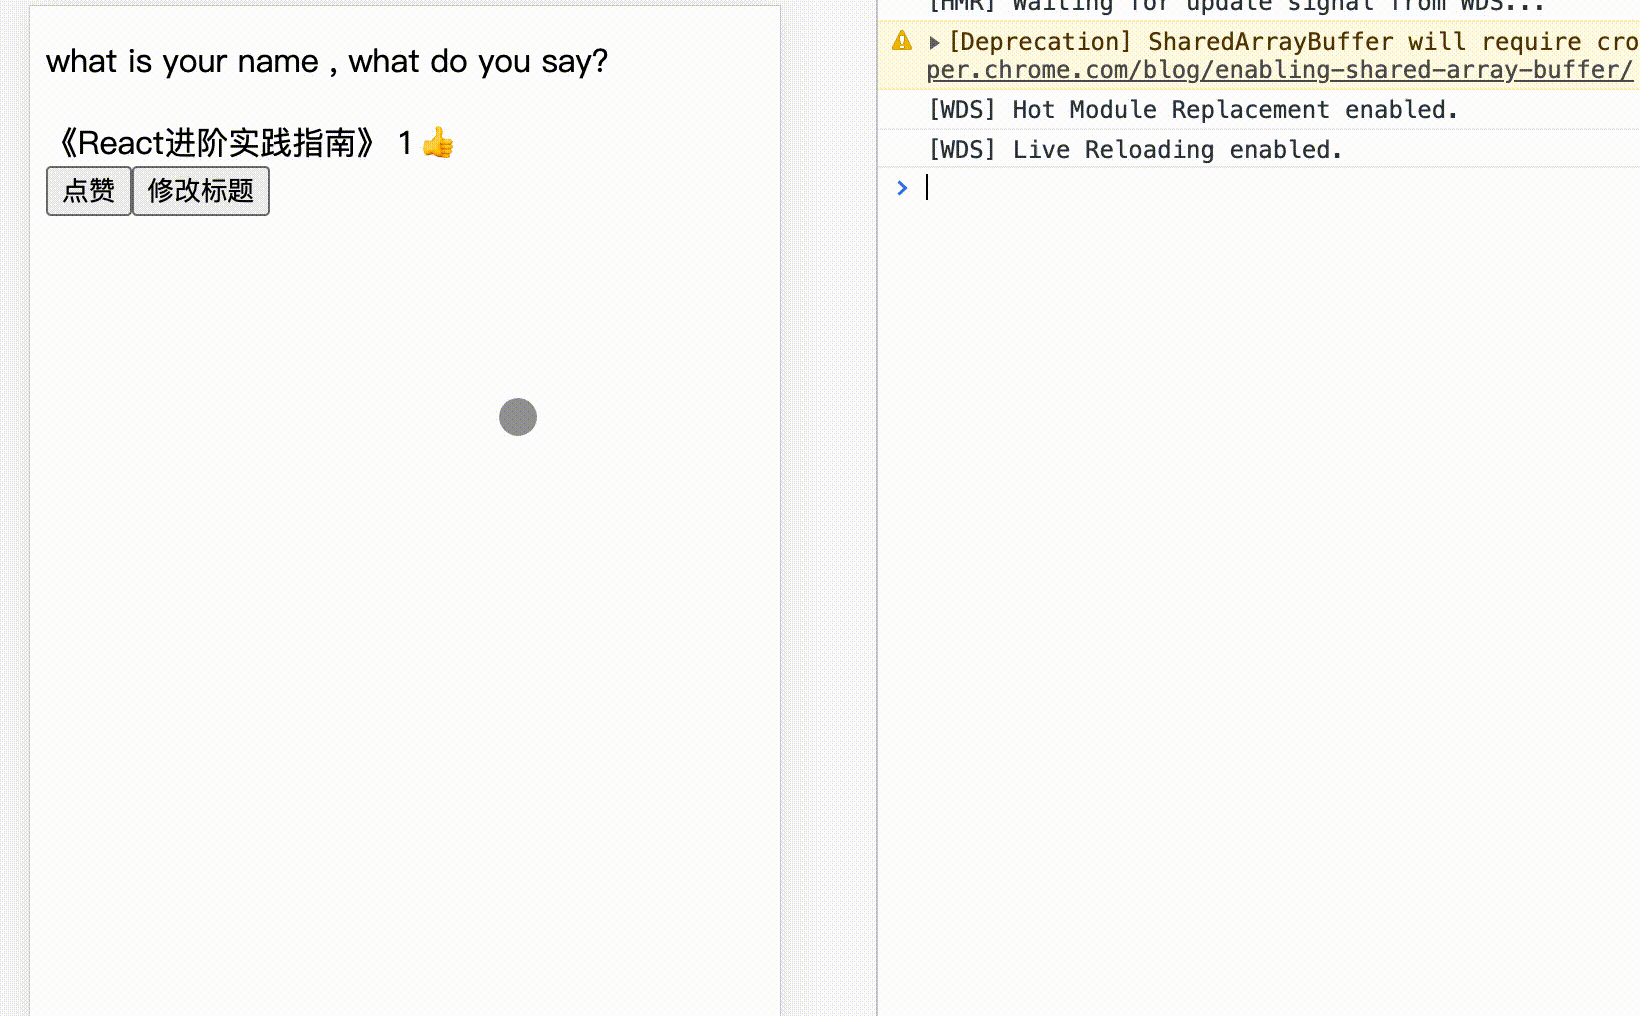 what is your name , what do you say?
《React进阶实践指南》 1 👍
点赞 修改标题
[HMR] Waiting for update signal from WDS...
[Deprecation] SharedArrayBuffer will require cro
per.chrome.com/blog/enabling-shared-array-buffer/
[WDS] Hot Module Replacement enabled.
[WDS] Live Reloading enabled.